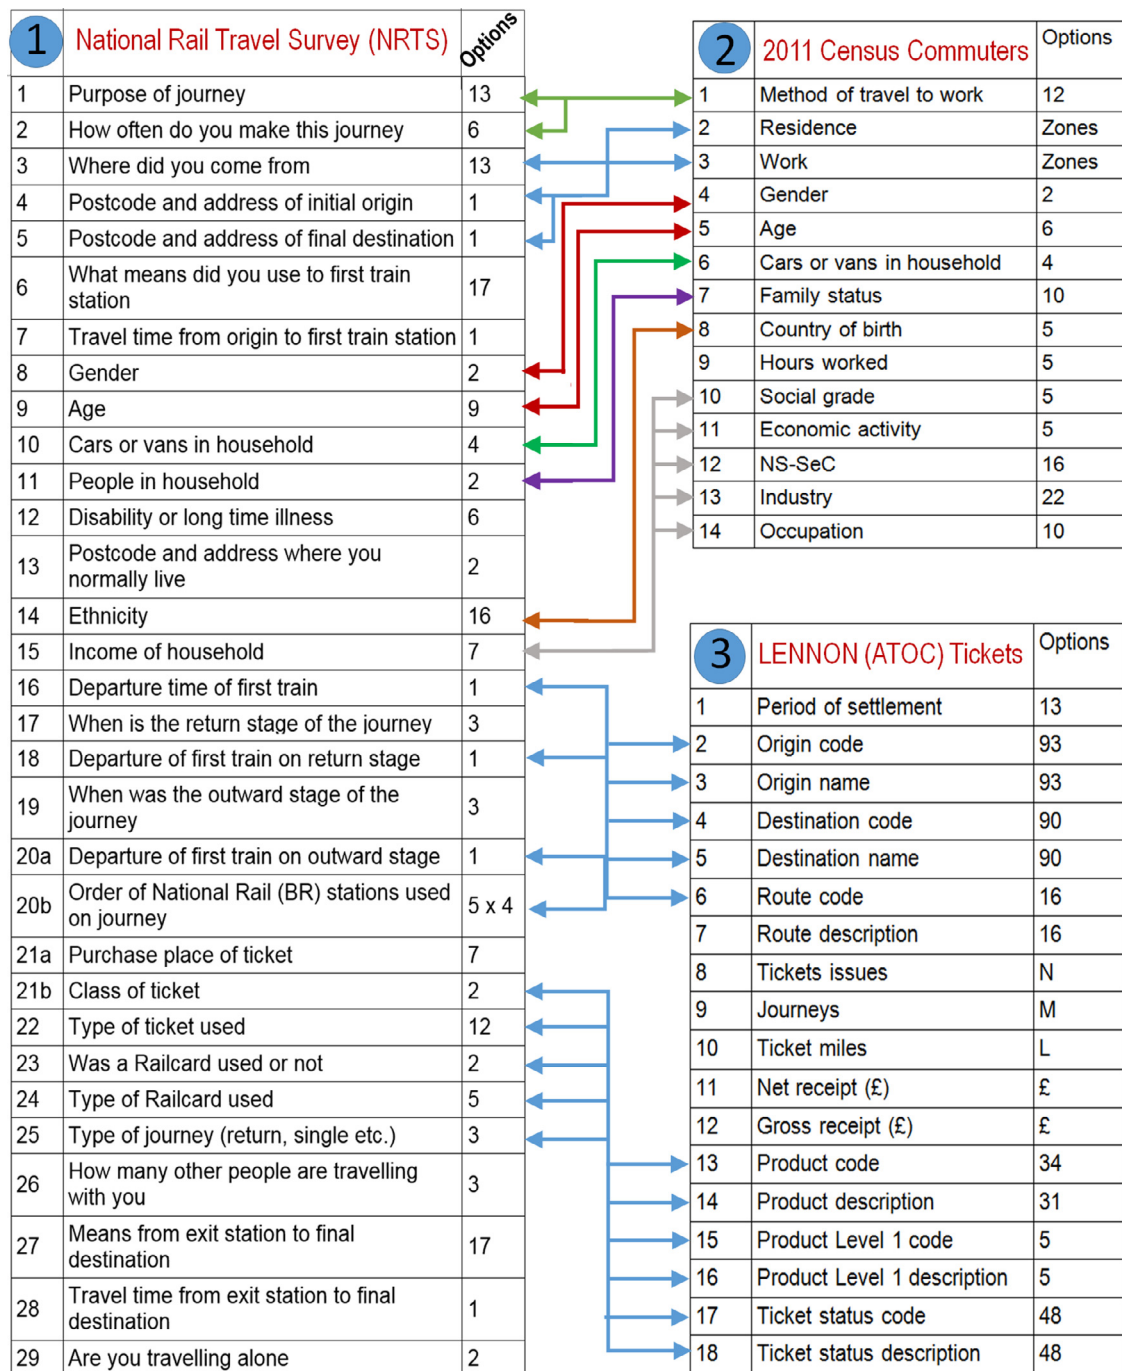 1 National Rail Travel Survey (NRTS) Options
1 Purpose of journey 13
2 How often do you make this journey 6
3 Where did you come from 13
4 Postcode and address of initial origin 1
5 Postcode and address of final destination 1
6 What means did you use to first train
station 17
7 Travel time from origin to first train station 1
8 Gender 2
9 Age 9
10 Cars or vans in household 4
11 People in household 2
12 Disability or long time illness 6
13 Postcode and address where you
normally live 2
14 Ethnicity 16
15 Income of household 7
16 Departure time of first train 1
17 When is the return stage of the journey 3
18 Departure of first train on return stage 1
19 When was the outward stage of the
journey 3
20a Departure of first train on outward stage 1
20b Order of National Rail (BR) stations used
on journey 5 x 4
21a Purchase place of ticket 7
21b Class of ticket 2
22 Type of ticket used 12
23 Was a Railcard used or not 2
24 Type of Railcard used 5
25 Type of journey (return, single etc.) 3
26 How many other people are travelling
with you 3
27 Means from exit station to final
destination 17
28 Travel time from exit station to final
destination 1
29 Are you travelling alone 2
2 2011 Census Commuters Options
1 Method of travel to work 12
2 Residence Zones
3 Work Zones
4 Gender 2
5 Age 6
6 Cars or vans in household 4
7 Family status 10
8 Country of birth 5
9 Hours worked 5
10 Social grade 5
11 Economic activity 5
12 NS-SeC 16
13 Industry 22
14 Occupation 10
3 LENNON (ATOC) Tickets Options
1 Period of settlement 13
2 Origin code 93
3 Origin name 93
4 Destination code 90
5 Destination name 90
6 Route code 16
7 Route description 16
8 Tickets issues N
9 Journeys M
10 Ticket miles L
11 Net receipt (£) £
12 Gross receipt (£) £
13 Product code 34
14 Product description 31
15 Product Level 1 code 5
16 Product Level 1 description 5
17 Ticket status code 48
18 Ticket status description 48